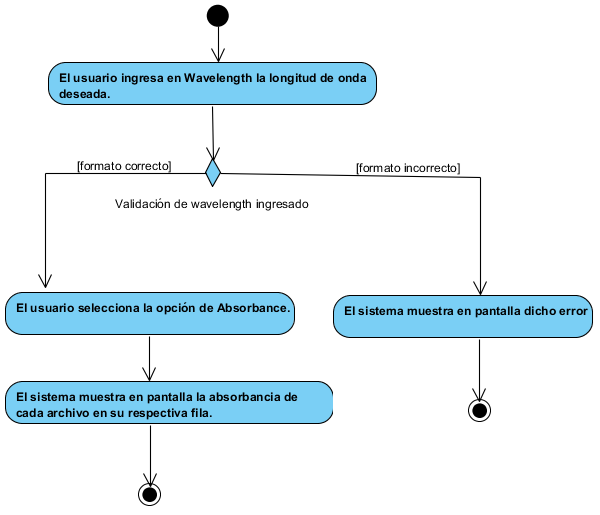 El usuario ingresa en Wavelength la longitud de onda
deseada.
[formato correcto]
[formato incorrecto]
Validación de wavelength ingresado
El usuario selecciona la opción de Absorbance.
El sistema muestra en pantalla dicho error
El sistema muestra en pantalla la absorbancia de
cada archivo en su respectiva fila.